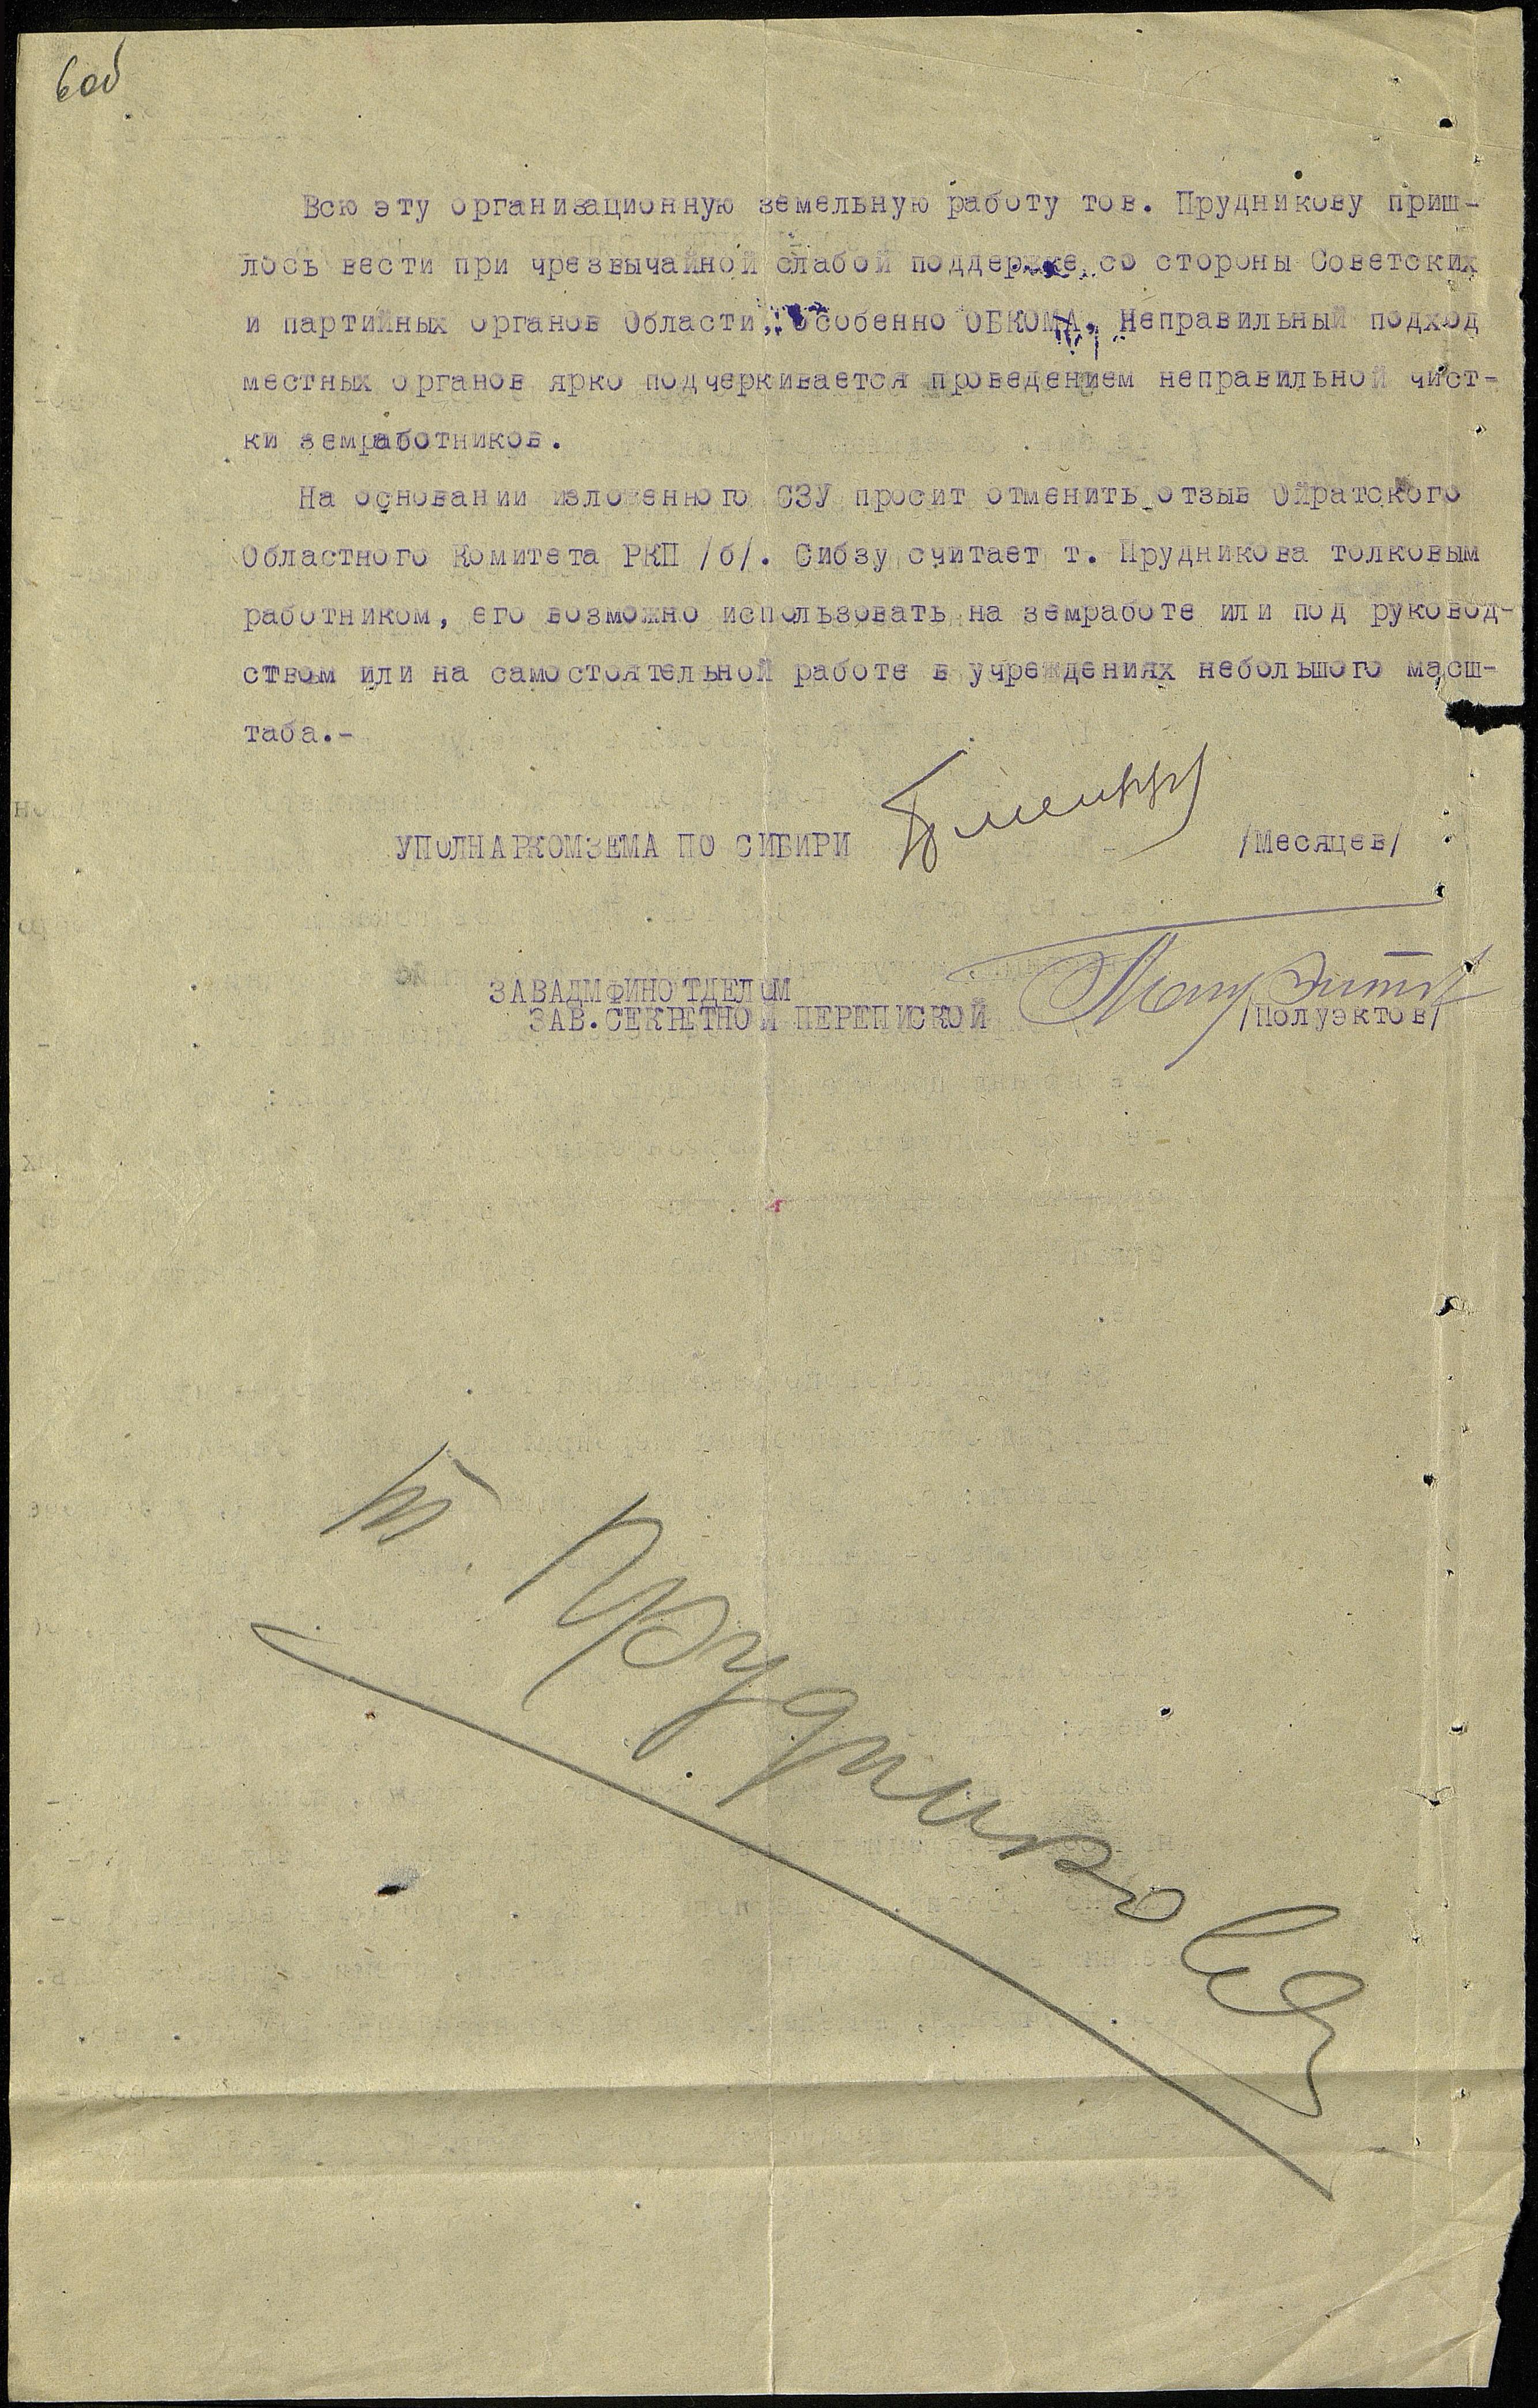 6об
Всю эту организационную земельную работу тов. Прудникову приш-
лось вести при чрезвычайной слабой поддержке со стороны Советских
и партийных органов Области, особенно ОБКОМА. Неправильный подход
местных органов ярко подчеркивается проведением неправильной чист-
ки земработников.
На основании изложенного СЗУ просит отменить отзыв Ойратского
Областного Комитета РКП /б/. Сибзу считает т. Прудникова толковым
работником, его возможно использовать на земработе или под руковод-
ством или на самостоятельной работе в учреждениях небольшого масш-
таба.-
УПОЛНАРКОМЗЕМА ПО СИБИРИ /Месяцев/
ЗАВАДМФИНОТДЕЛОМ
ЗАВ.СЕКРЕТНОЙ ПЕРЕПИСКОЙ /Полуэктов/
т. Прудникова